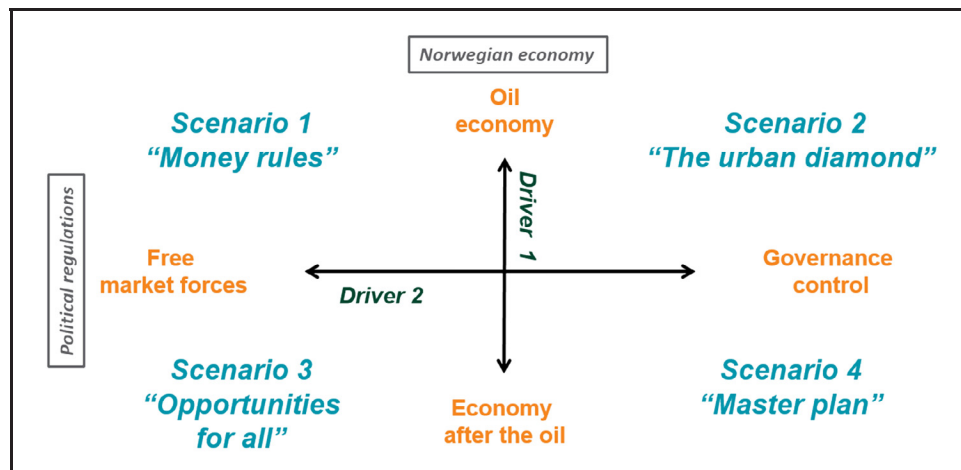 Norwegian economy
Oil
economy
Scenario 1
“Money rules”
Scenario 2
“The urban diamond”
Driver 1
Political regulations
Free
market forces
Governance
control
Driver 2
Scenario 3
“Opportunities
for all”
Economy
after the oil
Scenario 4
“Master plan”